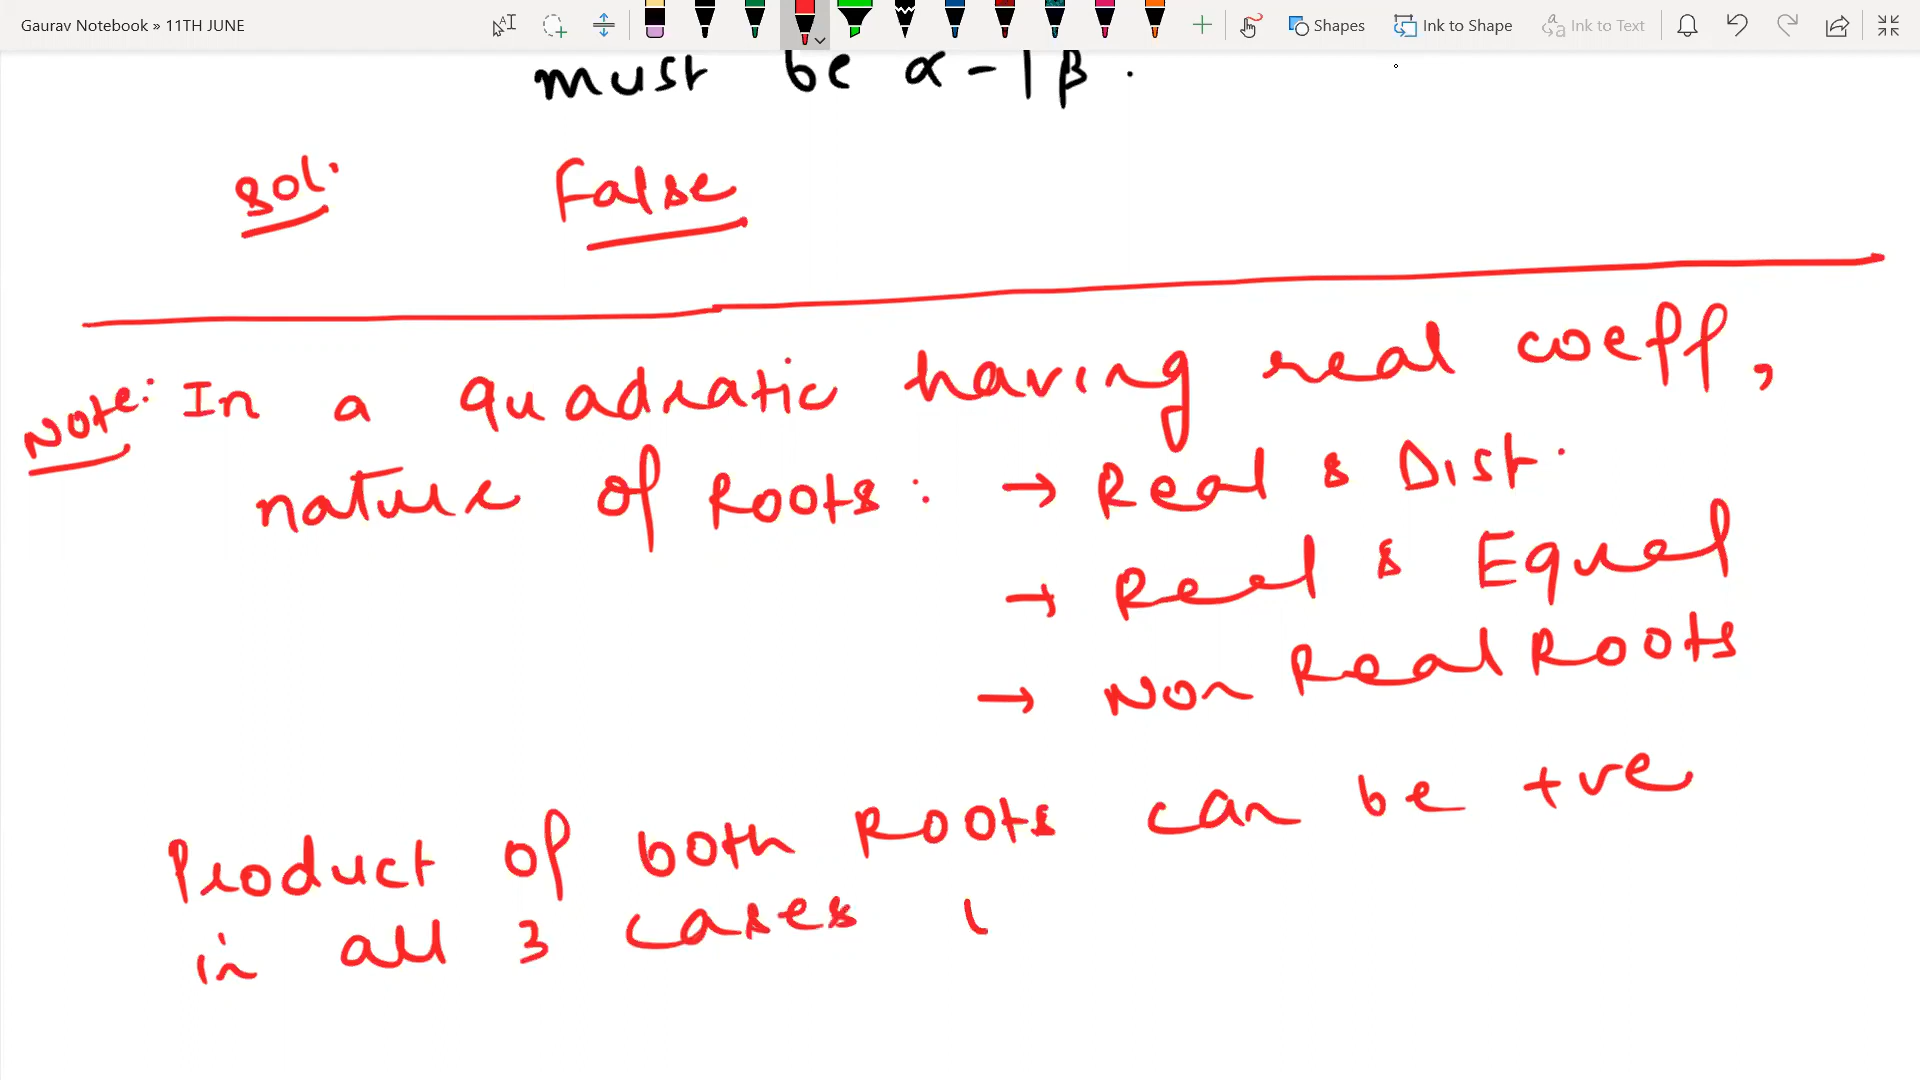 Gaurav Notebook » 11TH JUNE
Shapes
Ink to Shape
Ink to Text
must be α - iβ.
Sol.
False
Note: In a quadratic having real coeff,
nature of Roots: → Real & Dist.
→ Real & Equal
→ Non Real Roots
Product of both Roots can be +ve
in all 3 cases